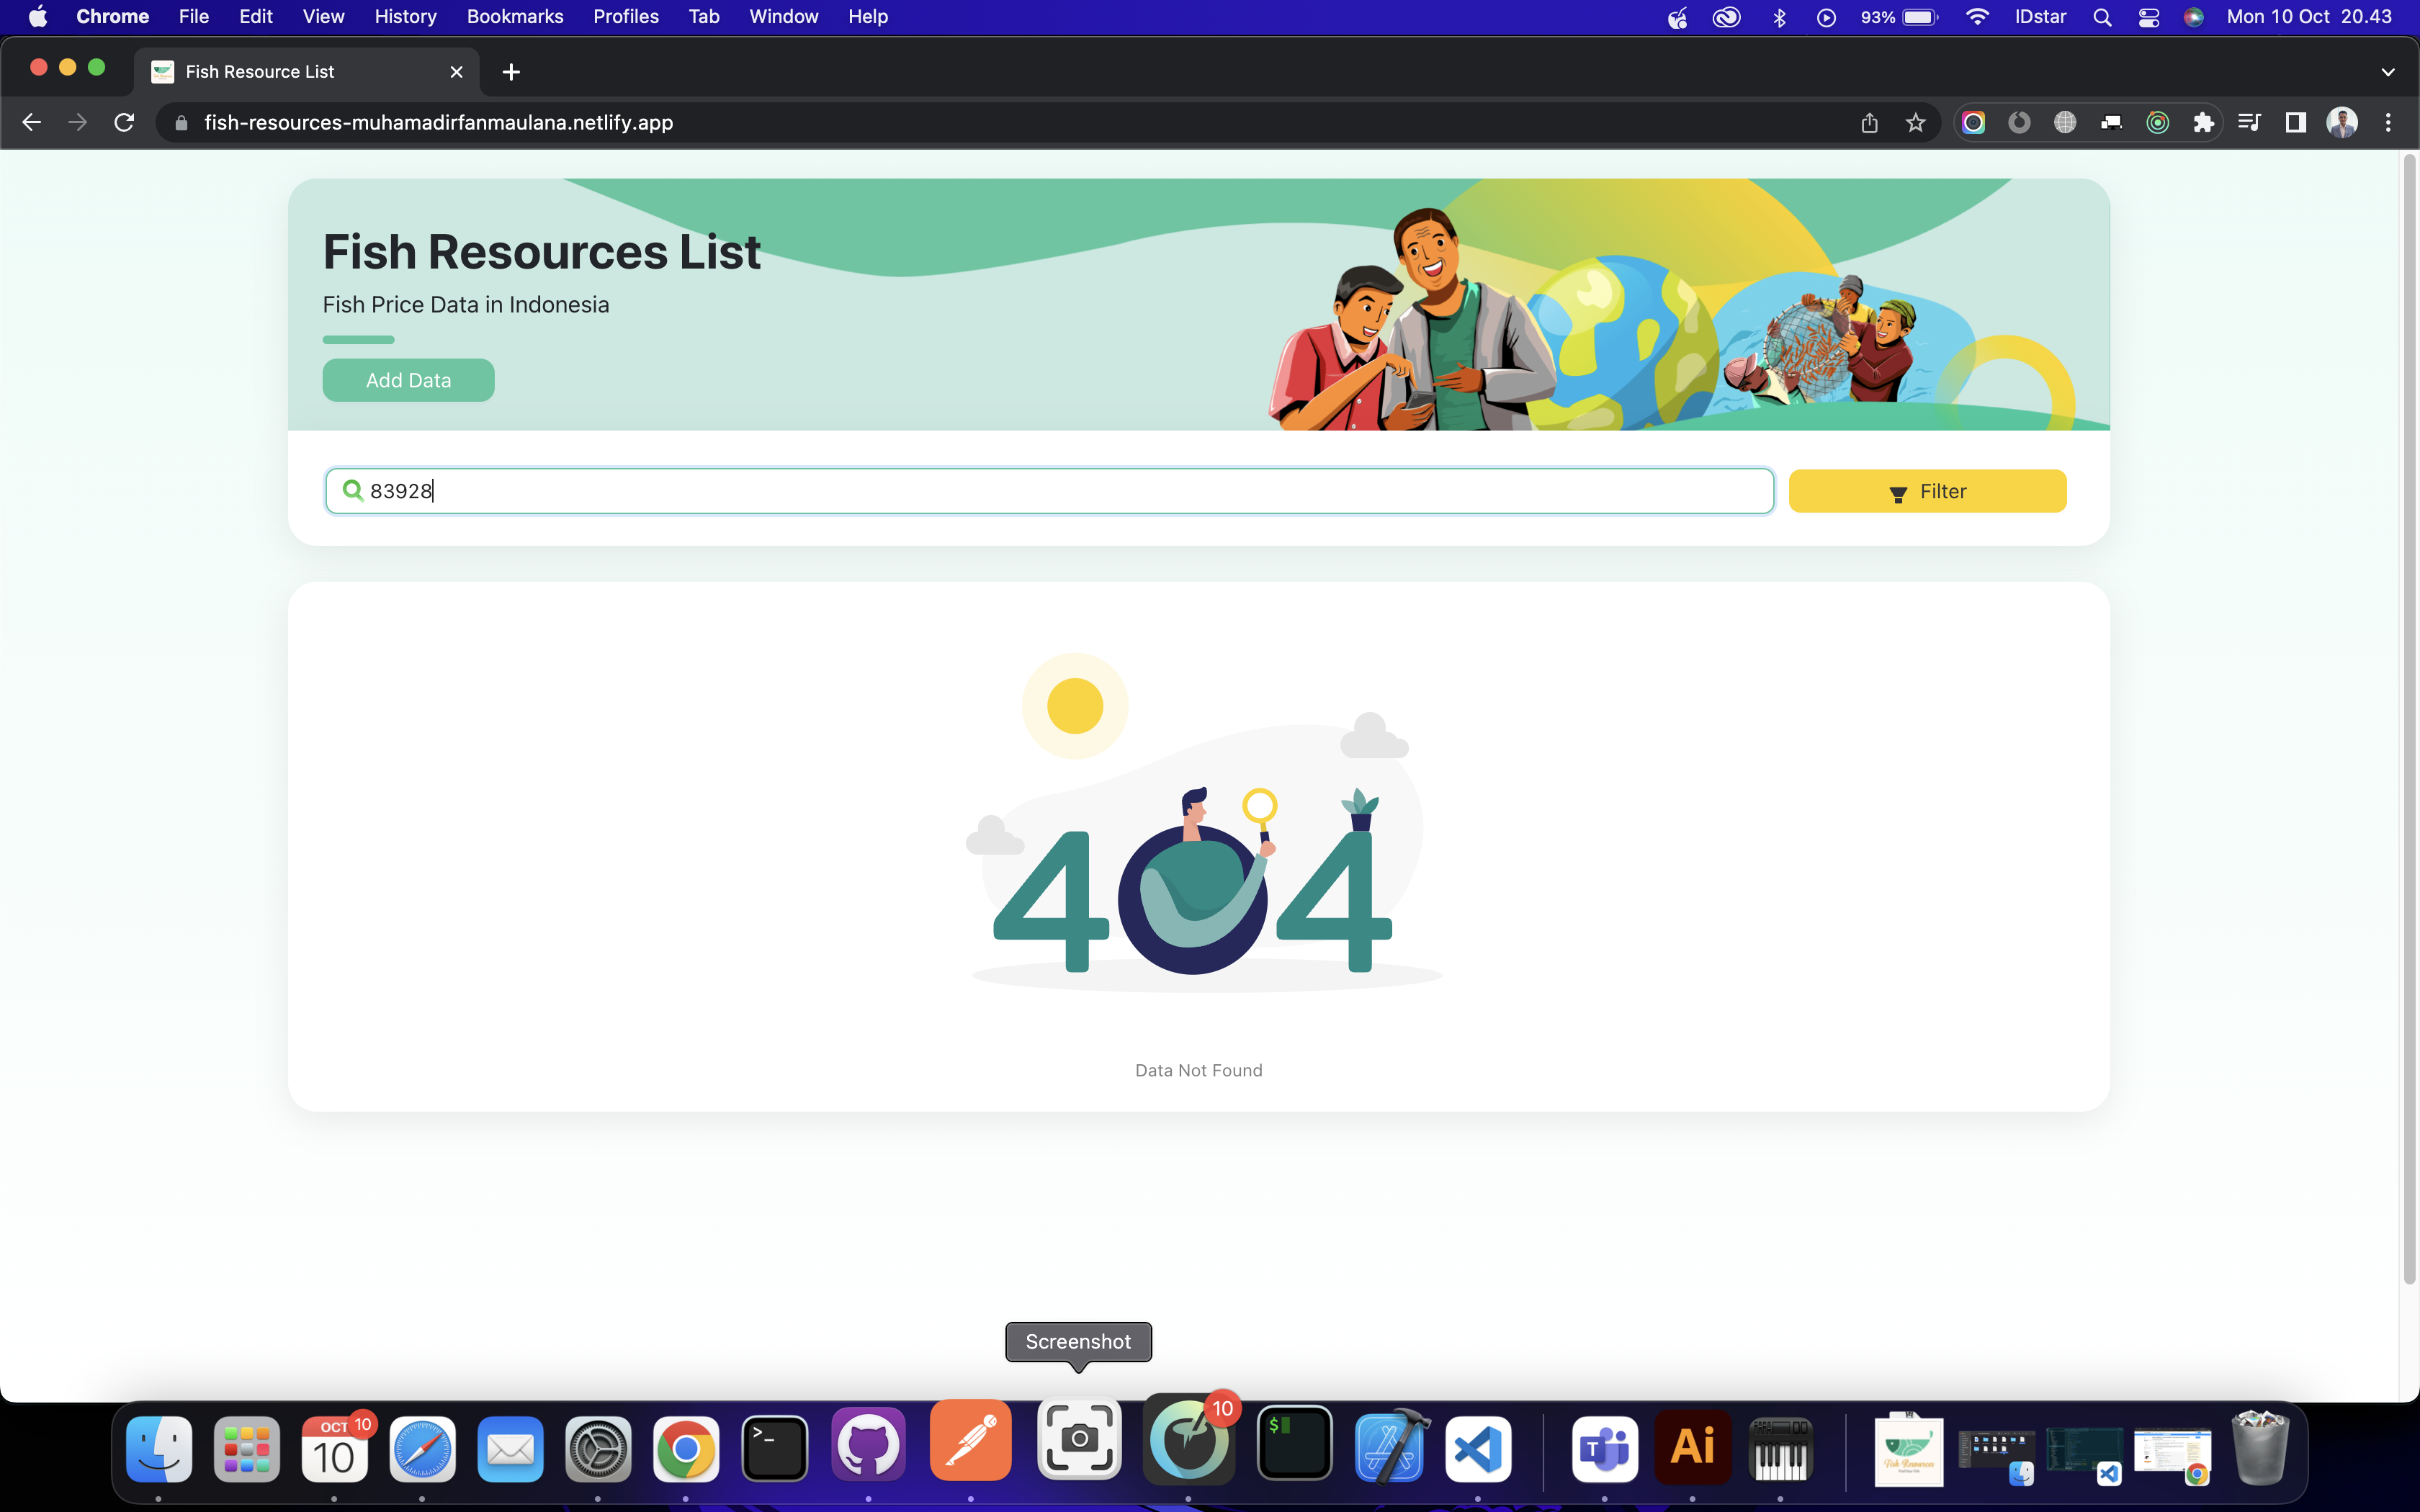 Chrome File Edit View History Bookmarks Profiles Tab Window Help 93% IDstar Mon 10 Oct 20.43
Fish Resource List
fish-resources-muhamadirfanmaulana.netlify.app
Fish Resources List
Fish Price Data in Indonesia
Add Data
83928
Filter
404
Data Not Found
Screenshot
OCT 10
10
10
>_
$
T
Ai
Fish Resources